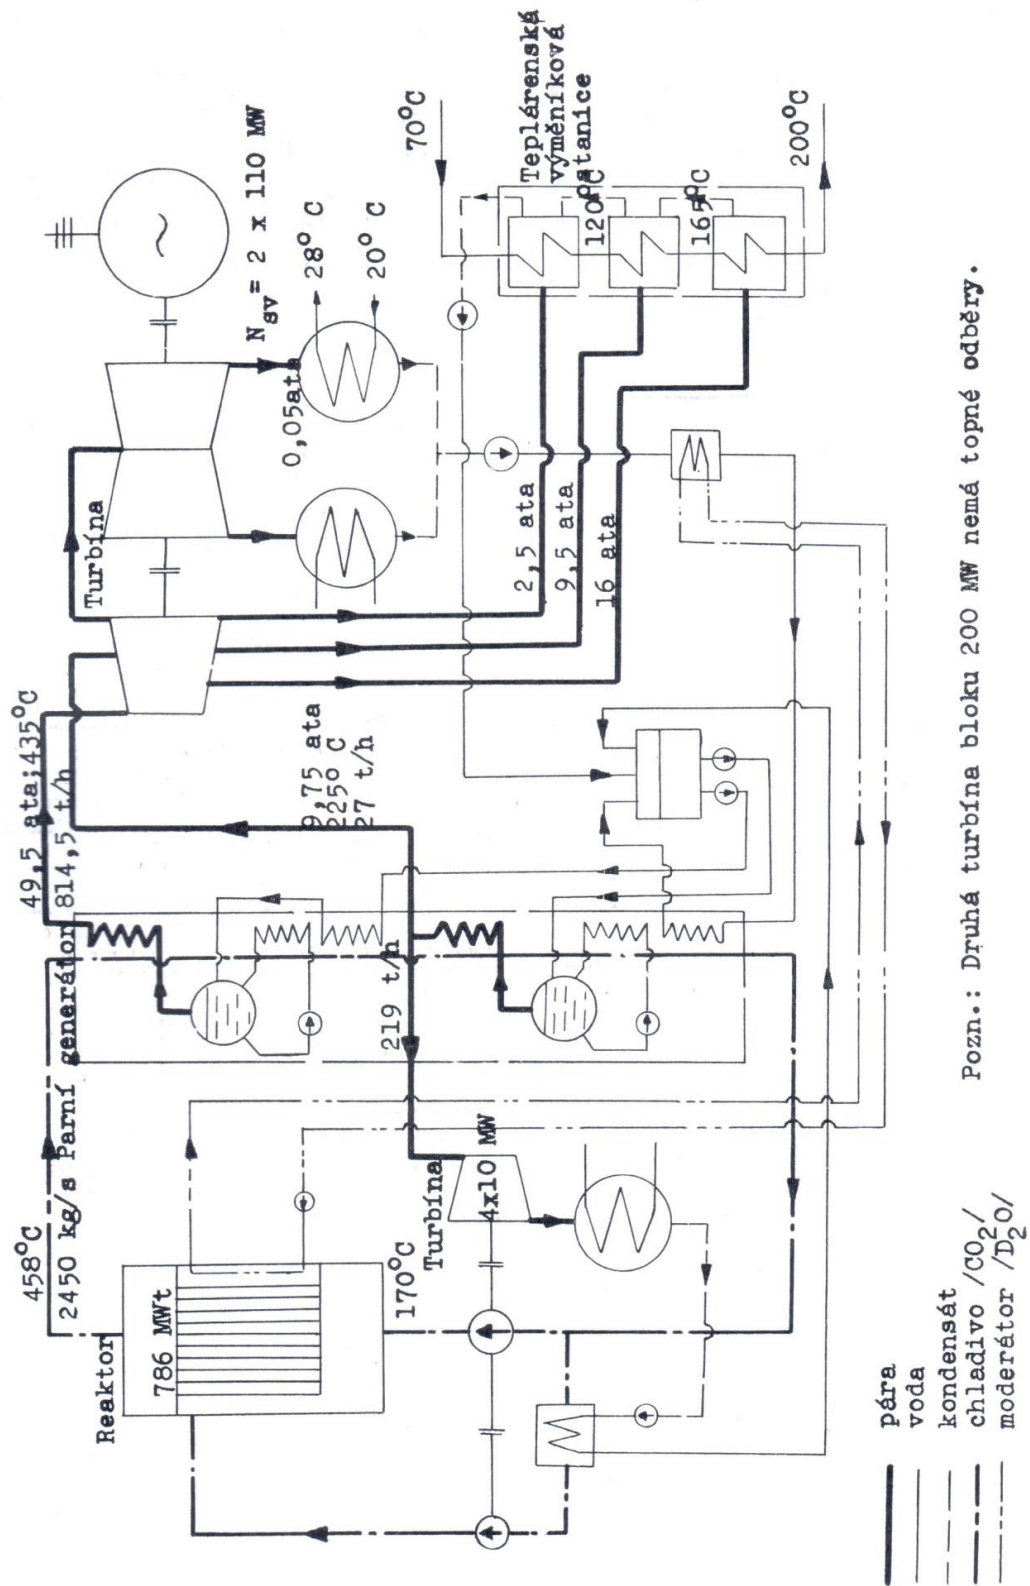 Reaktor
786 MWt
458°C
2450 kg/s
Parní generátor
49,5 ata;435°C
814,5 t/h
Turbína
N sv = 2 x 110 MW
0,05ata
28° C
20° C
9,75 ata
225° C
27 t/h
219 t/h
170°C
Turbína
4x10 MW
2,5 ata
9,5 ata
16 ata
70°C
Teplárenská
výměníková
stanice
120°C
165°C
200°C
pára
voda
kondensát
chladivo /CO2/
moderátor /D2O/
Pozn.: Druhá turbína bloku 200 MW nemá topné odběry.